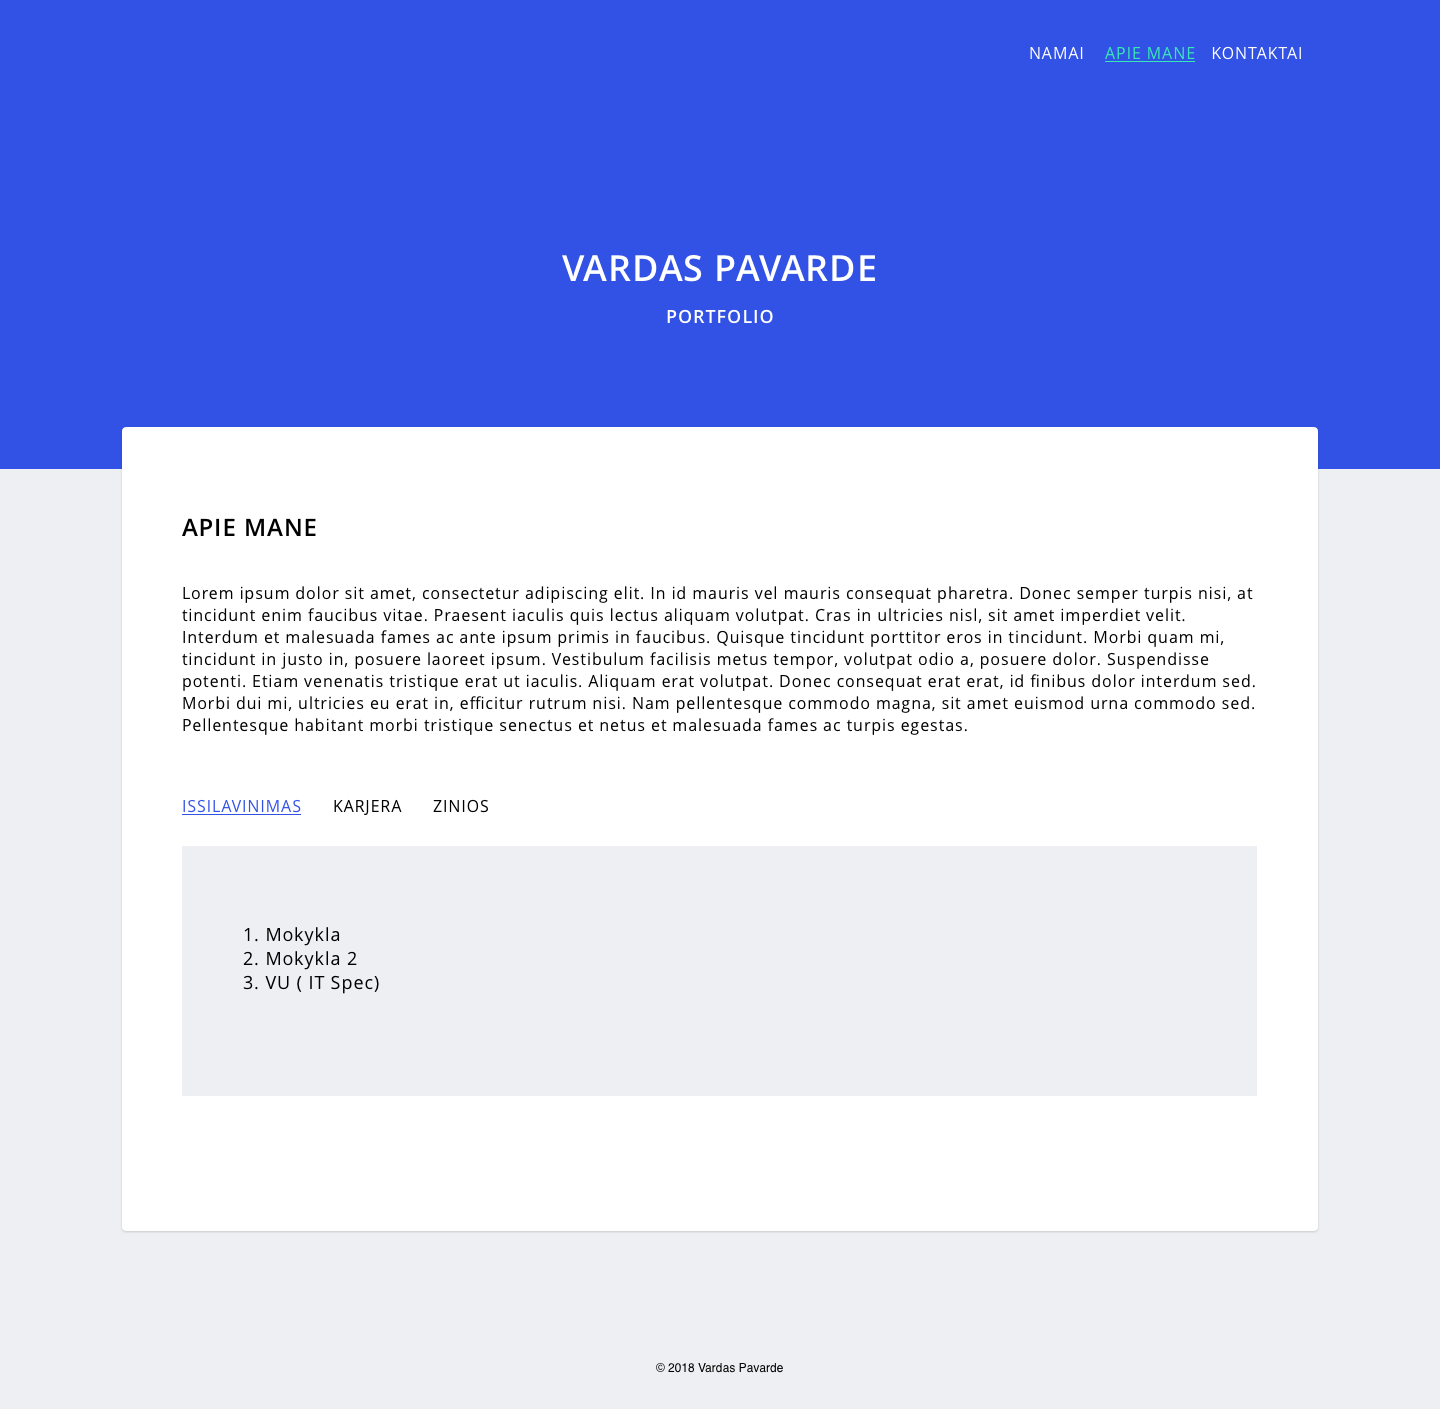 NAMAI APIE MANE KONTAKTAI
VARDAS PAVARDE
PORTFOLIO
APIE MANE
Lorem ipsum dolor sit amet, consectetur adipiscing elit. In id mauris vel mauris consequat pharetra. Donec semper turpis nisi, at
tincidunt enim faucibus vitae. Praesent iaculis quis lectus aliquam volutpat. Cras in ultricies nisl, sit amet imperdiet velit.
Interdum et malesuada fames ac ante ipsum primis in faucibus. Quisque tincidunt porttitor eros in tincidunt. Morbi quam mi,
tincidunt in justo in, posuere laoreet ipsum. Vestibulum facilisis metus tempor, volutpat odio a, posuere dolor. Suspendisse
potenti. Etiam venenatis tristique erat ut iaculis. Aliquam erat volutpat. Donec consequat erat erat, id finibus dolor interdum sed.
Morbi dui mi, ultricies eu erat in, efficitur rutrum nisi. Nam pellentesque commodo magna, sit amet euismod urna commodo sed.
Pellentesque habitant morbi tristique senectus et netus et malesuada fames ac turpis egestas.
ISSILAVINIMAS KARJERA ZINIOS
1. Mokykla
2. Mokykla 2
3. VU ( IT Spec)
© 2018 Vardas Pavarde